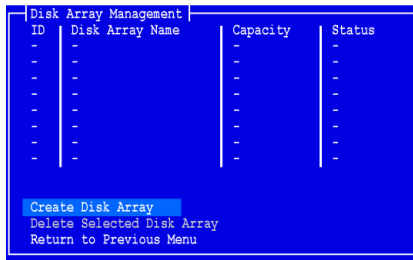 Disk Array Management
ID Disk Array Name Capacity Status
- - - -
- - - -
- - - -
- - - -
- - - -
- - - -
- - - -
- - - -
Create Disk Array
Delete Selected Disk Array
Return to Previous Menu